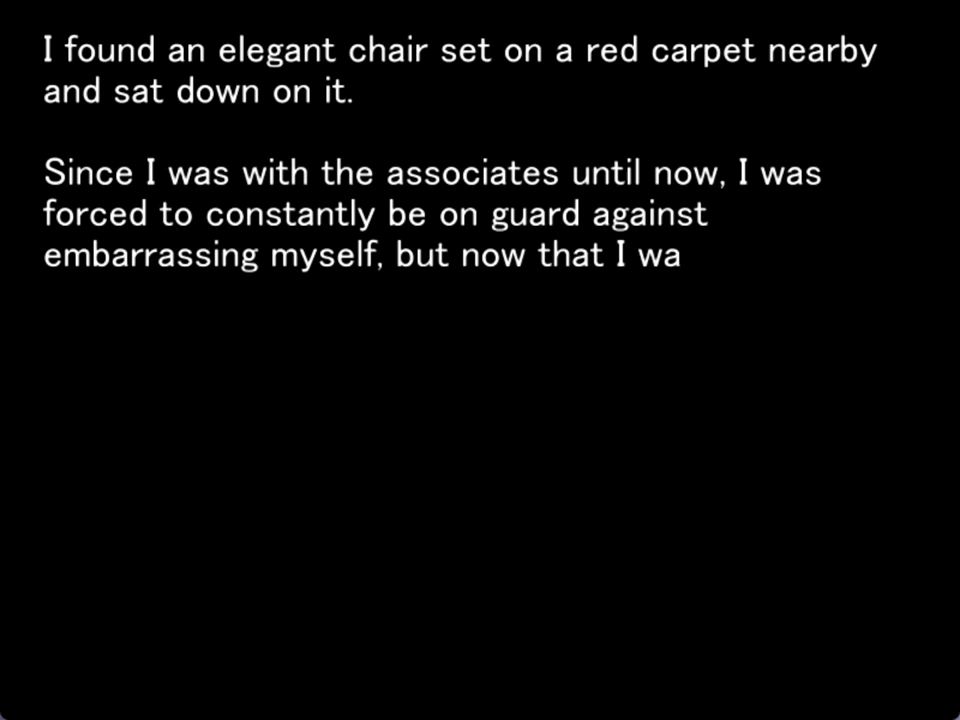 I found an elegant chair set on a red carpet nearby
and sat down on it.
Since I was with the associates until now, I was
forced to constantly be on guard against
embarrassing myself, but now that I wa